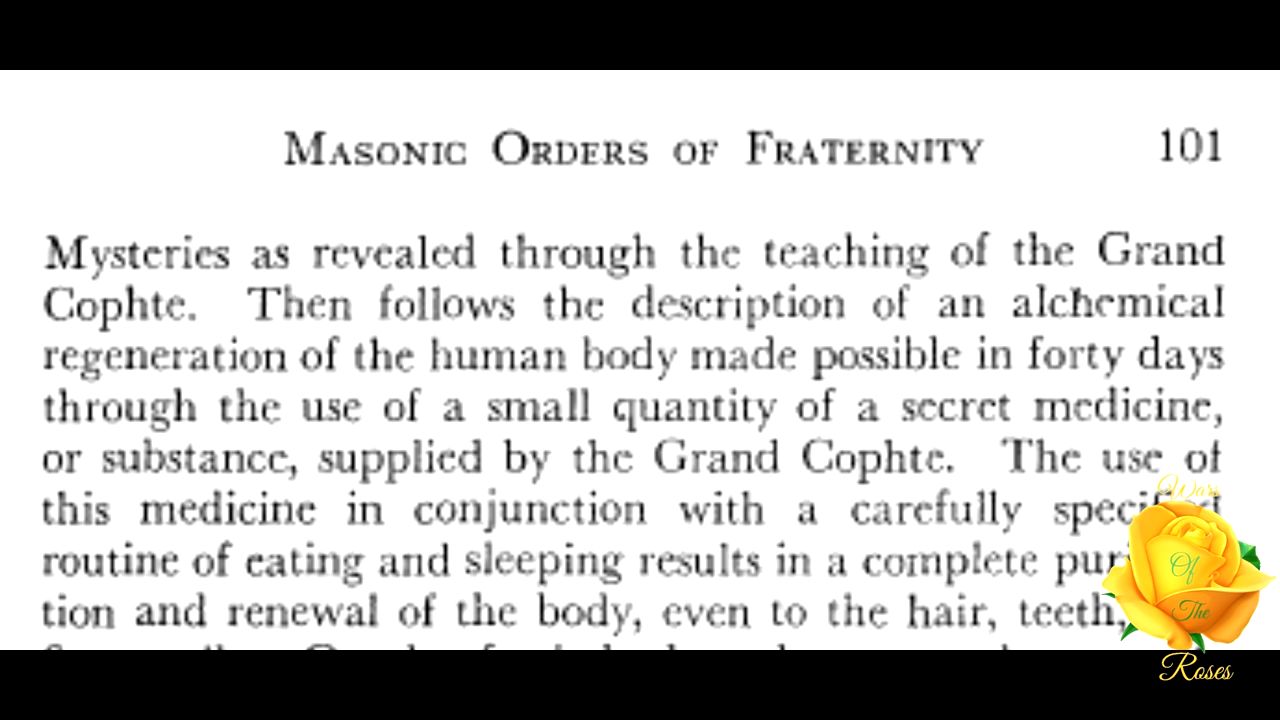 MASONIC ORDERS OF FRATERNITY 101
Mysteries as revealed through the teaching of the Grand
Cophte. Then follows the description of an alchemical
regeneration of the human body made possible in forty days
through the use of a small quantity of a secret medicine,
or substance, supplied by the Grand Cophte. The use of
this medicine in conjunction with a carefully
routine of eating and sleeping results in a complete
tion and renewal of the body, even to the hair, teeth,
Wars
Of
The
Roses